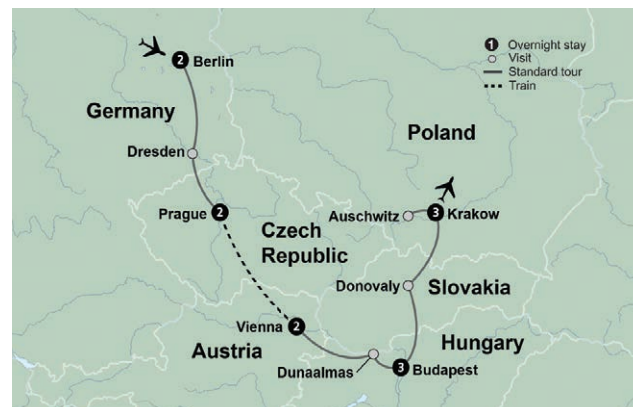 1 Overnight stay
Visit
Standard tour
Train
2 Berlin
Germany
Poland
Dresden
Prague 2
Auschwitz
3 Krakow
Czech
Republic
Donovaly
Slovakia
Vienna 2
Austria
Hungary
Dunaalmas
3 Budapest